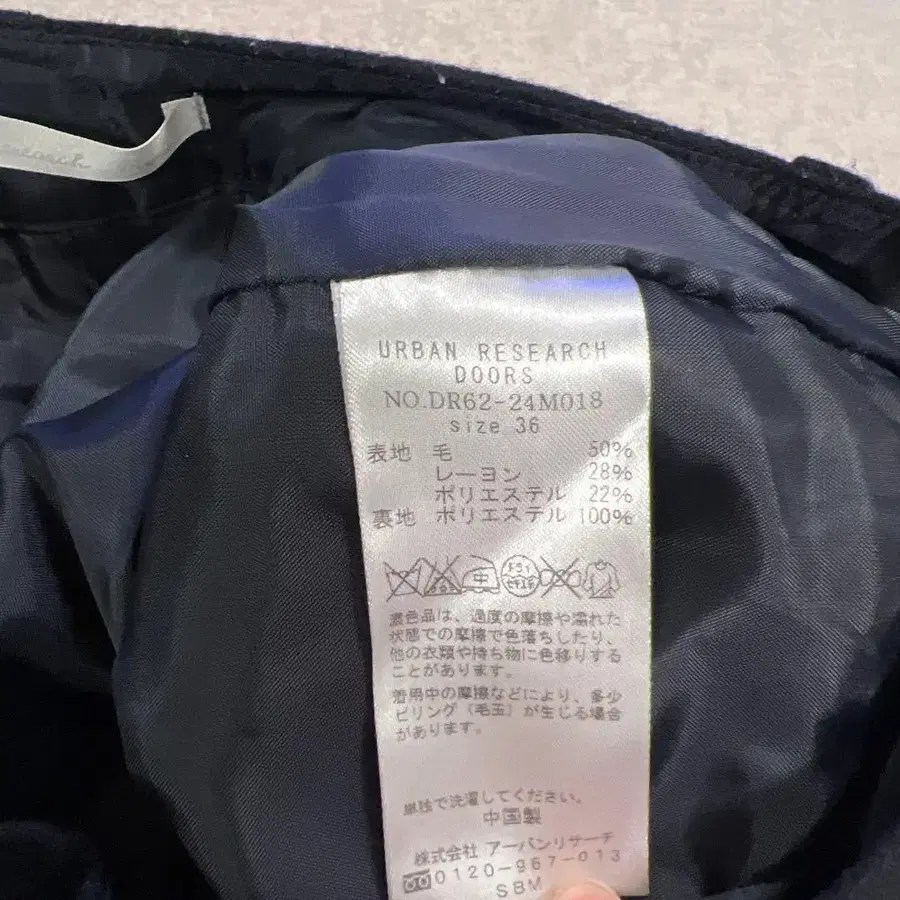 URBAN RESEARCH
DOORS
NO.DR62-24M018
size 36
表地 毛 50%
レーヨン 28%
ポリエステル 22%
裏地 ポリエステル 100%
中
濃色品は、過度の摩擦や濡れた
状態での摩擦で色落ちしたり、
他の衣類や持ち物に色移りする
ことがあります。
着用中の摩擦などにより、多少
ピリング（毛玉）が生じる場合
があります。
単独で洗濯してください。
中国製
株式会社 アーバンリサーチ
0120-967-013
SBM